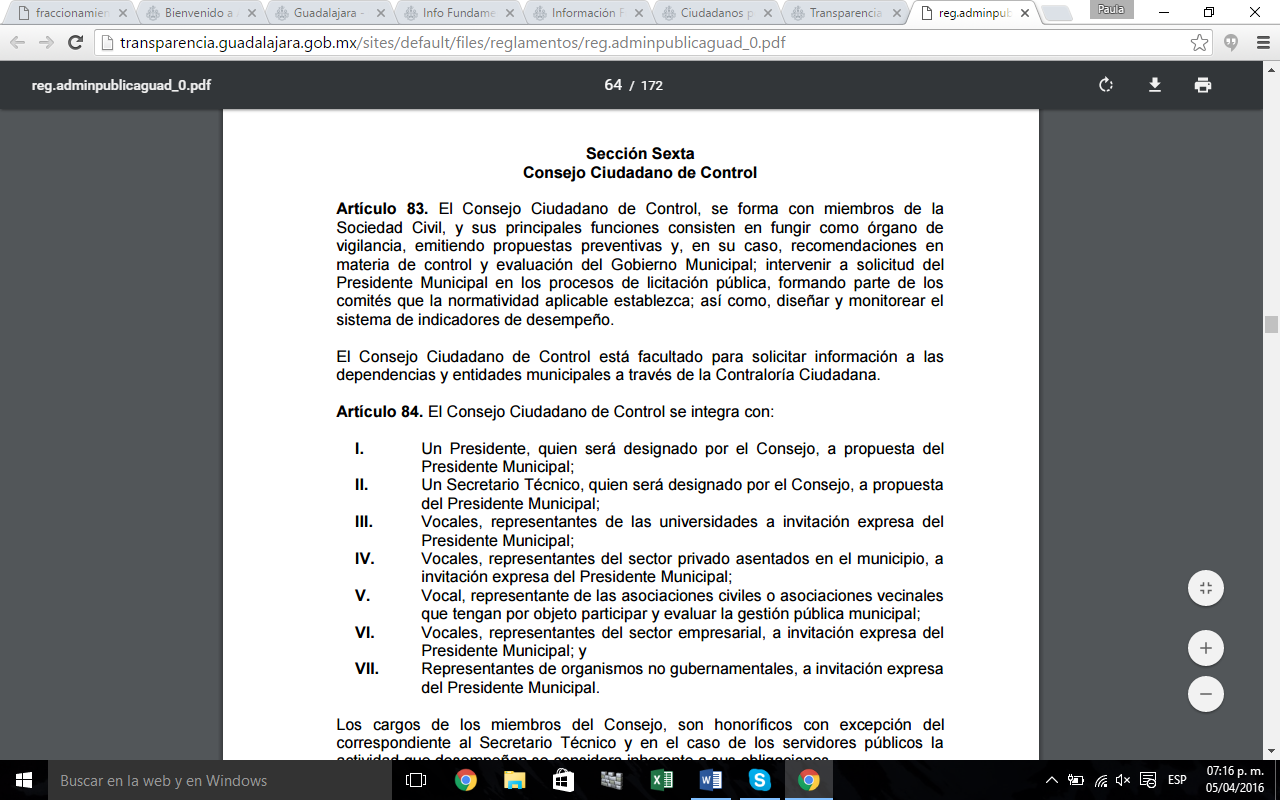 fraccionamien
Bienvenido a
Guadalajara -
Info Fundame
Información F
Ciudadanos p
Transparencia
reg.adminpub
Paula
transparencia.guadalajara.gob.mx/sites/default/files/reglamentos/reg.adminpublicaguad_0.pdf
reg.adminpublicaguad_0.pdf
64 / 172
Sección Sexta
Consejo Ciudadano de Control
Artículo 83. El Consejo Ciudadano de Control, se forma con miembros de la
Sociedad Civil, y sus principales funciones consisten en fungir como órgano de
vigilancia, emitiendo propuestas preventivas y, en su caso, recomendaciones en
materia de control y evaluación del Gobierno Municipal; intervenir a solicitud del
Presidente Municipal en los procesos de licitación pública, formando parte de los
comités que la normatividad aplicable establezca; así como, diseñar y monitorear el
sistema de indicadores de desempeño.
El Consejo Ciudadano de Control está facultado para solicitar información a las
dependencias y entidades municipales a través de la Contraloría Ciudadana.
Artículo 84. El Consejo Ciudadano de Control se integra con:
I. Un Presidente, quien será designado por el Consejo, a propuesta del
Presidente Municipal;
II. Un Secretario Técnico, quien será designado por el Consejo, a propuesta
del Presidente Municipal;
III. Vocales, representantes de las universidades a invitación expresa del
Presidente Municipal;
IV. Vocales, representantes del sector privado asentados en el municipio, a
invitación expresa del Presidente Municipal;
V. Vocal, representante de las asociaciones civiles o asociaciones vecinales
que tengan por objeto participar y evaluar la gestión pública municipal;
VI. Vocales, representantes del sector empresarial, a invitación expresa del
Presidente Municipal; y
VII. Representantes de organismos no gubernamentales, a invitación expresa
del Presidente Municipal.
Los cargos de los miembros del Consejo, son honoríficos con excepción del
correspondiente al Secretario Técnico y en el caso de los servidores públicos la
actividad que desempeñan se considera inherente a sus obligaciones.
Buscar en la web y en Windows
ESP
07:16 p. m.
05/04/2016